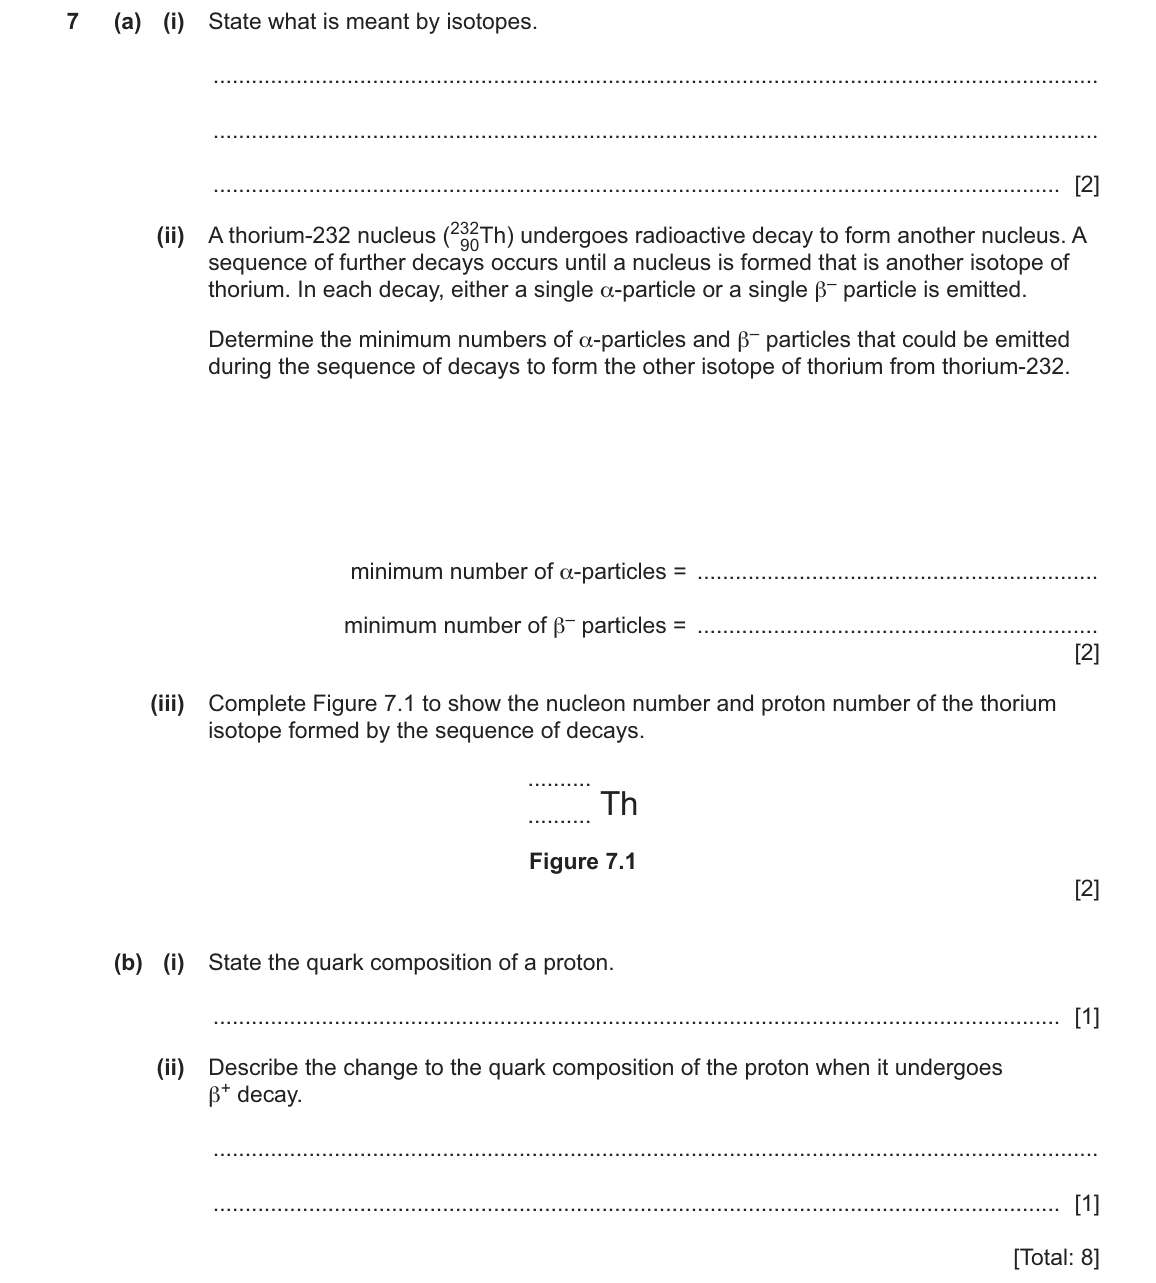 7 (a) (i) State what is meant by isotopes.
..........................................................................................................................................
..........................................................................................................................................
.................................................................................................................................... [2]
(ii) A thorium-232 nucleus (²³²₉₀Th) undergoes radioactive decay to form another nucleus. A
sequence of further decays occurs until a nucleus is formed that is another isotope of
thorium. In each decay, either a single α-particle or a single β⁻ particle is emitted.
Determine the minimum numbers of α-particles and β⁻ particles that could be emitted
during the sequence of decays to form the other isotope of thorium from thorium-232.
minimum number of α-particles = ...............................................................
minimum number of β⁻ particles = ...............................................................
[2]
(iii) Complete Figure 7.1 to show the nucleon number and proton number of the thorium
isotope formed by the sequence of decays.
..........
.......... Th
Figure 7.1
[2]
(b) (i) State the quark composition of a proton.
.................................................................................................................................... [1]
(ii) Describe the change to the quark composition of the proton when it undergoes
β⁺ decay.
..........................................................................................................................................
.................................................................................................................................... [1]
[Total: 8]